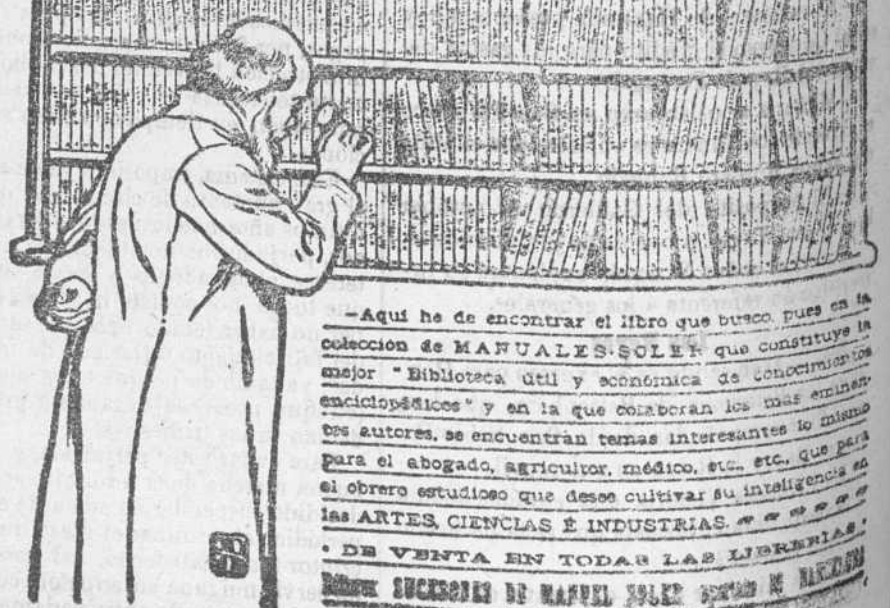 —Aquí he de encontrar el libro que busco, pues en la
colección de MANUALES-SOLER que constituye la
mejor "Biblioteca útil y económica de conocimientos
enciclopédicos" y en la que colaboran los más eminen-
tes autores, se encuentran temas interesantes lo mismo
para el abogado, agricultor, médico, etc., etc., que para
el obrero estudioso que desee cultivar su inteligencia en
las ARTES, CIENCIAS É INDUSTRIAS.
DE VENTA EN TODAS LAS LIBRERÍAS.
SUCESORES DE MANUEL SOLER